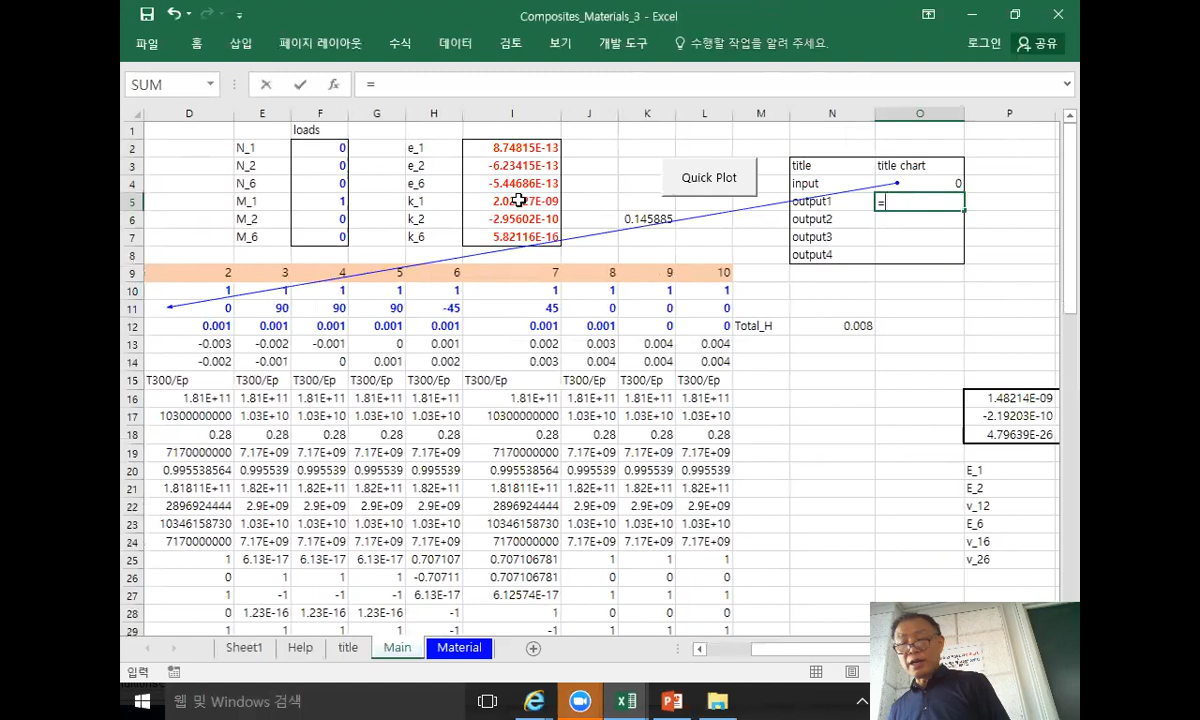 Composites_Materials_3 - Excel
파일 홈 삽입 페이지 레이아웃 수식 데이터 검토 보기 개발 도구 수행할 작업을 알려 주세요. 로그인 공유
SUM fx =
D E F G H I J K L M N O P
1 loads
2 N_1 0 e_1 8.74815E-13
3 N_2 0 e_2 -6.23415E-13 title title chart
4 N_6 0 e_6 -5.44686E-13 Quick Plot input 0
5 M_1 1 k_1 output1 =
6 M_2 0 k_2 -2.95602E-10 0.145885 output2
7 M_6 0 k_6 5.82116E-16 output3
8 output4
9 2 3 4 5 6 7 8 9 10
10 1 1 1 1 1 1 1 1 1
11 0 90 90 90 -45 45 0 0 0
12 0.001 0.001 0.001 0.001 0.001 0.001 0.001 0 0 Total_H 0.008
13 -0.003 -0.002 -0.001 0 0.001 0.002 0.003 0.004 0.004
14 -0.002 -0.001 0 0.001 0.002 0.003 0.004 0.004 0.004
15 T300/Ep T300/Ep T300/Ep T300/Ep T300/Ep T300/Ep T300/Ep T300/Ep T300/Ep
16 1.81E+11 1.81E+11 1.81E+11 1.81E+11 1.81E+11 1.81E+11 1.81E+11 1.81E+11 1.81E+11 1.48214E-09
17 10300000000 1.03E+10 1.03E+10 1.03E+10 1.03E+10 10300000000 1.03E+10 1.03E+10 1.03E+10 -2.19203E-10
18 0.28 0.28 0.28 0.28 0.28 0.28 0.28 0.28 0.28 4.79639E-26
19 7170000000 7.17E+09 7.17E+09 7.17E+09 7.17E+09 7170000000 7.17E+09 7.17E+09 7.17E+09
20 0.995538564 0.995539 0.995539 0.995539 0.995539 0.995538564 0.995539 0.995539 0.995539 E_1
21 1.81811E+11 1.82E+11 1.82E+11 1.82E+11 1.82E+11 1.81811E+11 1.82E+11 1.82E+11 1.82E+11 E_2
22 2896924444 2.9E+09 2.9E+09 2.9E+09 2.9E+09 2896924444 2.9E+09 2.9E+09 2.9E+09 v_12
23 10346158730 1.03E+10 1.03E+10 1.03E+10 1.03E+10 10346158730 1.03E+10 1.03E+10 1.03E+10 E_6
24 7170000000 7.17E+09 7.17E+09 7.17E+09 7.17E+09 7170000000 7.17E+09 7.17E+09 7.17E+09 v_16
25 1 6.13E-17 6.13E-17 6.13E-17 0.707107 0.707106781 1 1 1 v_26
26 0 1 1 1 -0.70711 0.707106781 0 0 0
27 1 -1 -1 -1 6.13E-17 6.12574E-17 1 1 1
28 0 1.23E-16 1.23E-16 1.23E-16 -1 1 0 0 0
29 1 -1 -1 -1 -1 -1 1 1 1
Sheet1 Help title Main Material
입력
웹 및 Windows 검색